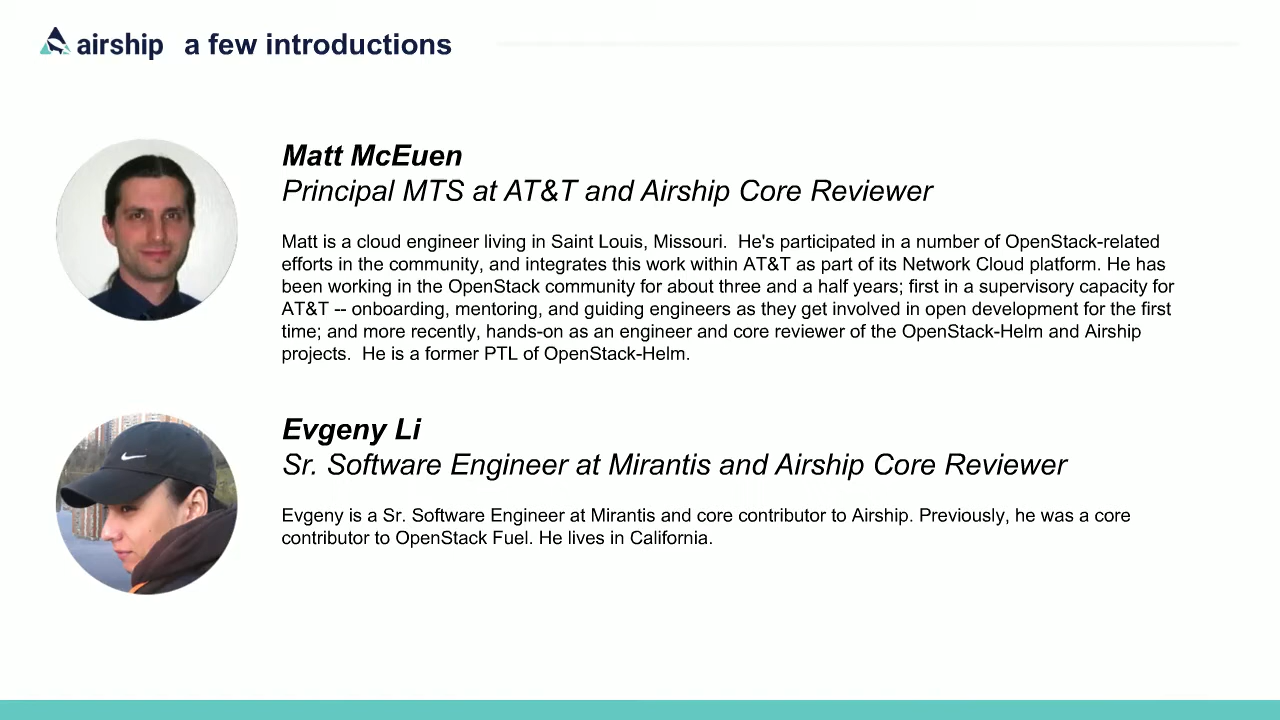 airship a few introductions
Matt McEuen
Principal MTS at AT&T and Airship Core Reviewer
Matt is a cloud engineer living in Saint Louis, Missouri.  He's participated in a number of OpenStack-related
efforts in the community, and integrates this work within AT&T as part of its Network Cloud platform. He has
been working in the OpenStack community for about three and a half years; first in a supervisory capacity for
AT&T -- onboarding, mentoring, and guiding engineers as they get involved in open development for the first
time; and more recently, hands-on as an engineer and core reviewer of the OpenStack-Helm and Airship
projects.  He is a former PTL of OpenStack-Helm.
Evgeny Li
Sr. Software Engineer at Mirantis and Airship Core Reviewer
Evgeny is a Sr. Software Engineer at Mirantis and core contributor to Airship. Previously, he was a core
contributor to OpenStack Fuel. He lives in California.